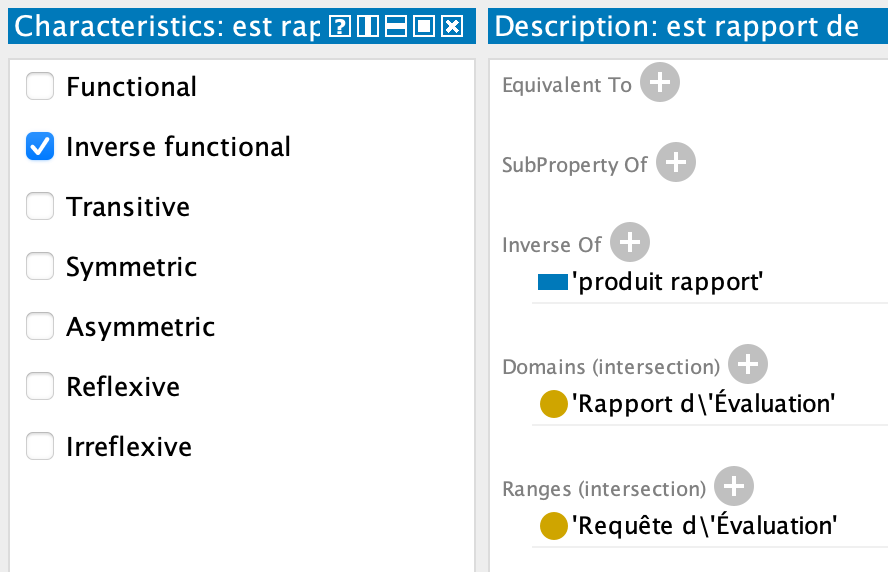 Characteristics: est rap
Functional
Inverse functional
Transitive
Symmetric
Asymmetric
Reflexive
Irreflexive
Description: est rapport de
Equivalent To
SubProperty Of
Inverse Of
'produit rapport'
Domains (intersection)
'Rapport d\'Évaluation'
Ranges (intersection)
'Requête d\'Évaluation'